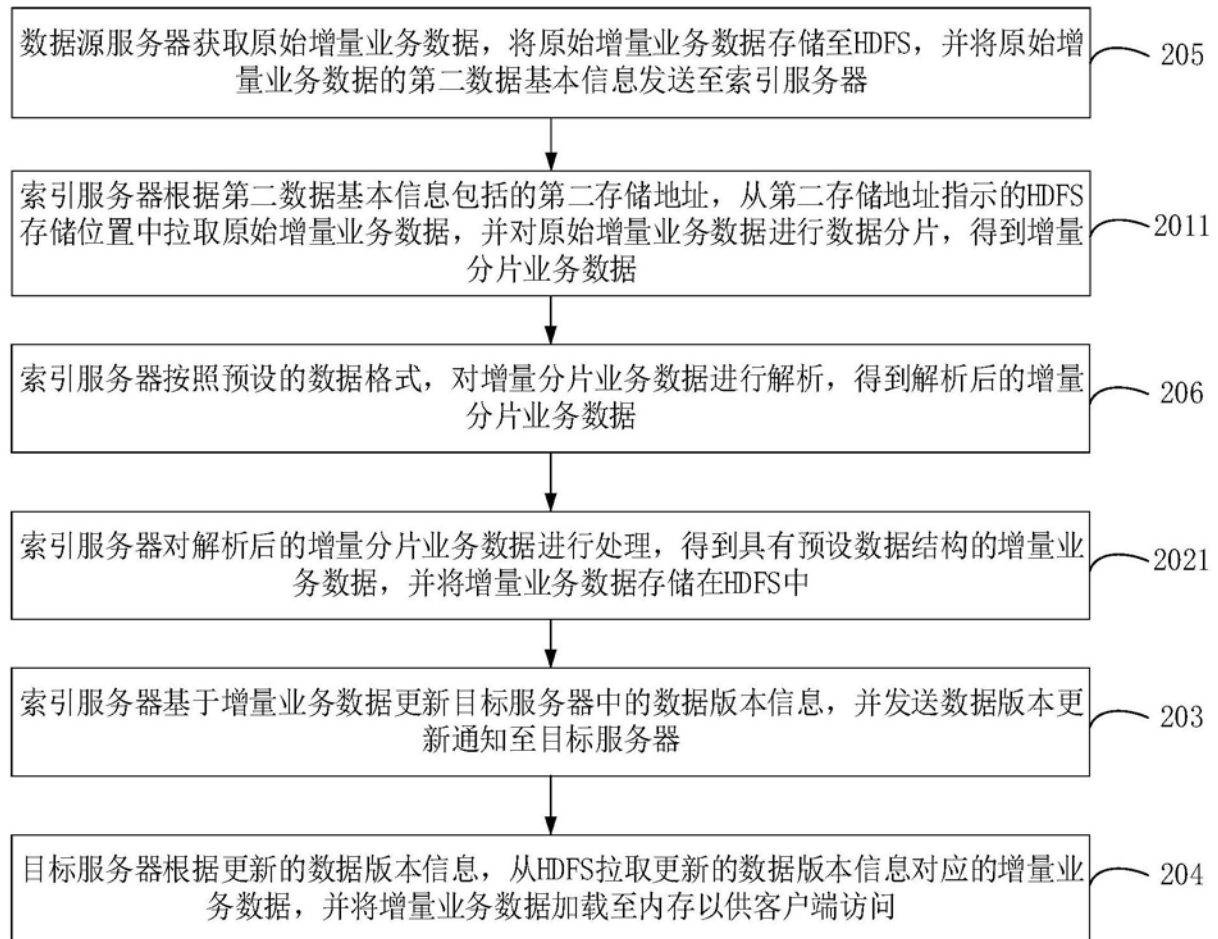 数据源服务器获取原始增量业务数据，将原始增量业务数据存储至HDFS，并将原始增
量业务数据的第二数据基本信息发送至索引服务器
205
索引服务器根据第二数据基本信息包括的第二存储地址，从第二存储地址指示的HDFS
存储位置中拉取原始增量业务数据，并对原始增量业务数据进行数据分片，得到增量
分片业务数据
2011
索引服务器按照预设的数据格式，对增量分片业务数据进行解析，得到解析后的增量
分片业务数据
206
索引服务器对解析后的增量分片业务数据进行处理，得到具有预设数据结构的增量业
务数据，并将增量业务数据存储在HDFS中
2021
索引服务器基于增量业务数据更新目标服务器中的数据版本信息，并发送数据版本更
新通知至目标服务器
203
目标服务器根据更新的数据版本信息，从HDFS拉取更新的数据版本信息对应的增量业
务数据，并将增量业务数据加载至内存以供客户端访问
204